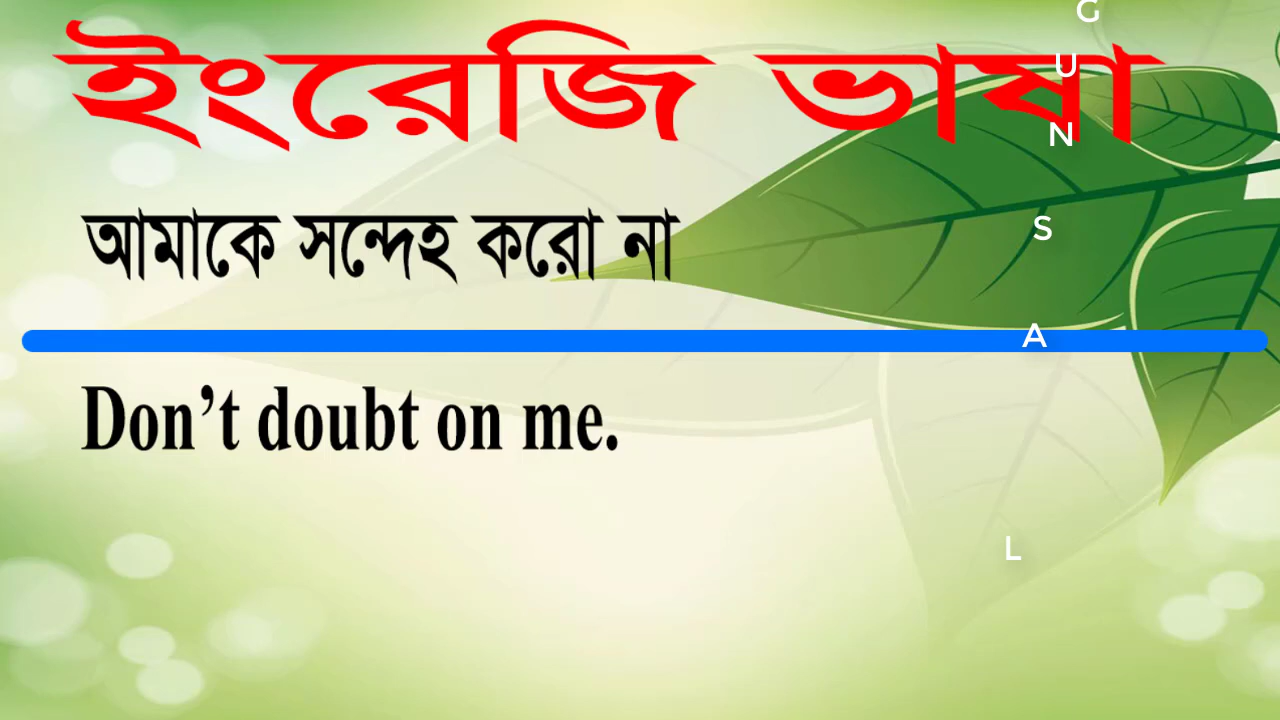 ইংরেজি ভাষা
আমাকে সন্দেহ করো না
Don’t doubt on me.
G
U
N
S
A
L